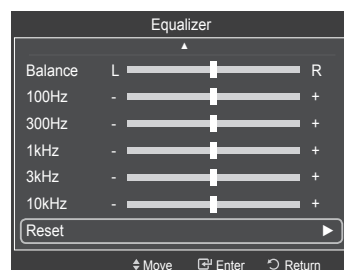 Equalizer
▲
Balance L R
100Hz - +
300Hz - +
1kHz - +
3kHz - +
10kHz - +
Reset ►
Move Enter Return